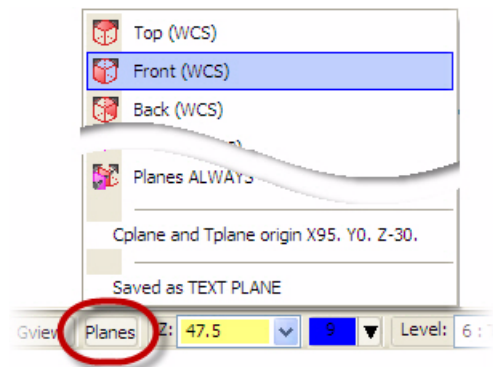 Top (WCS)
Front (WCS)
Back (WCS)
Planes ALWAYS
Cplane and Tplane origin X95. Y0. Z-30.
Saved as TEXT PLANE
Gview Planes Z: 47.5 9 Level: 6 :